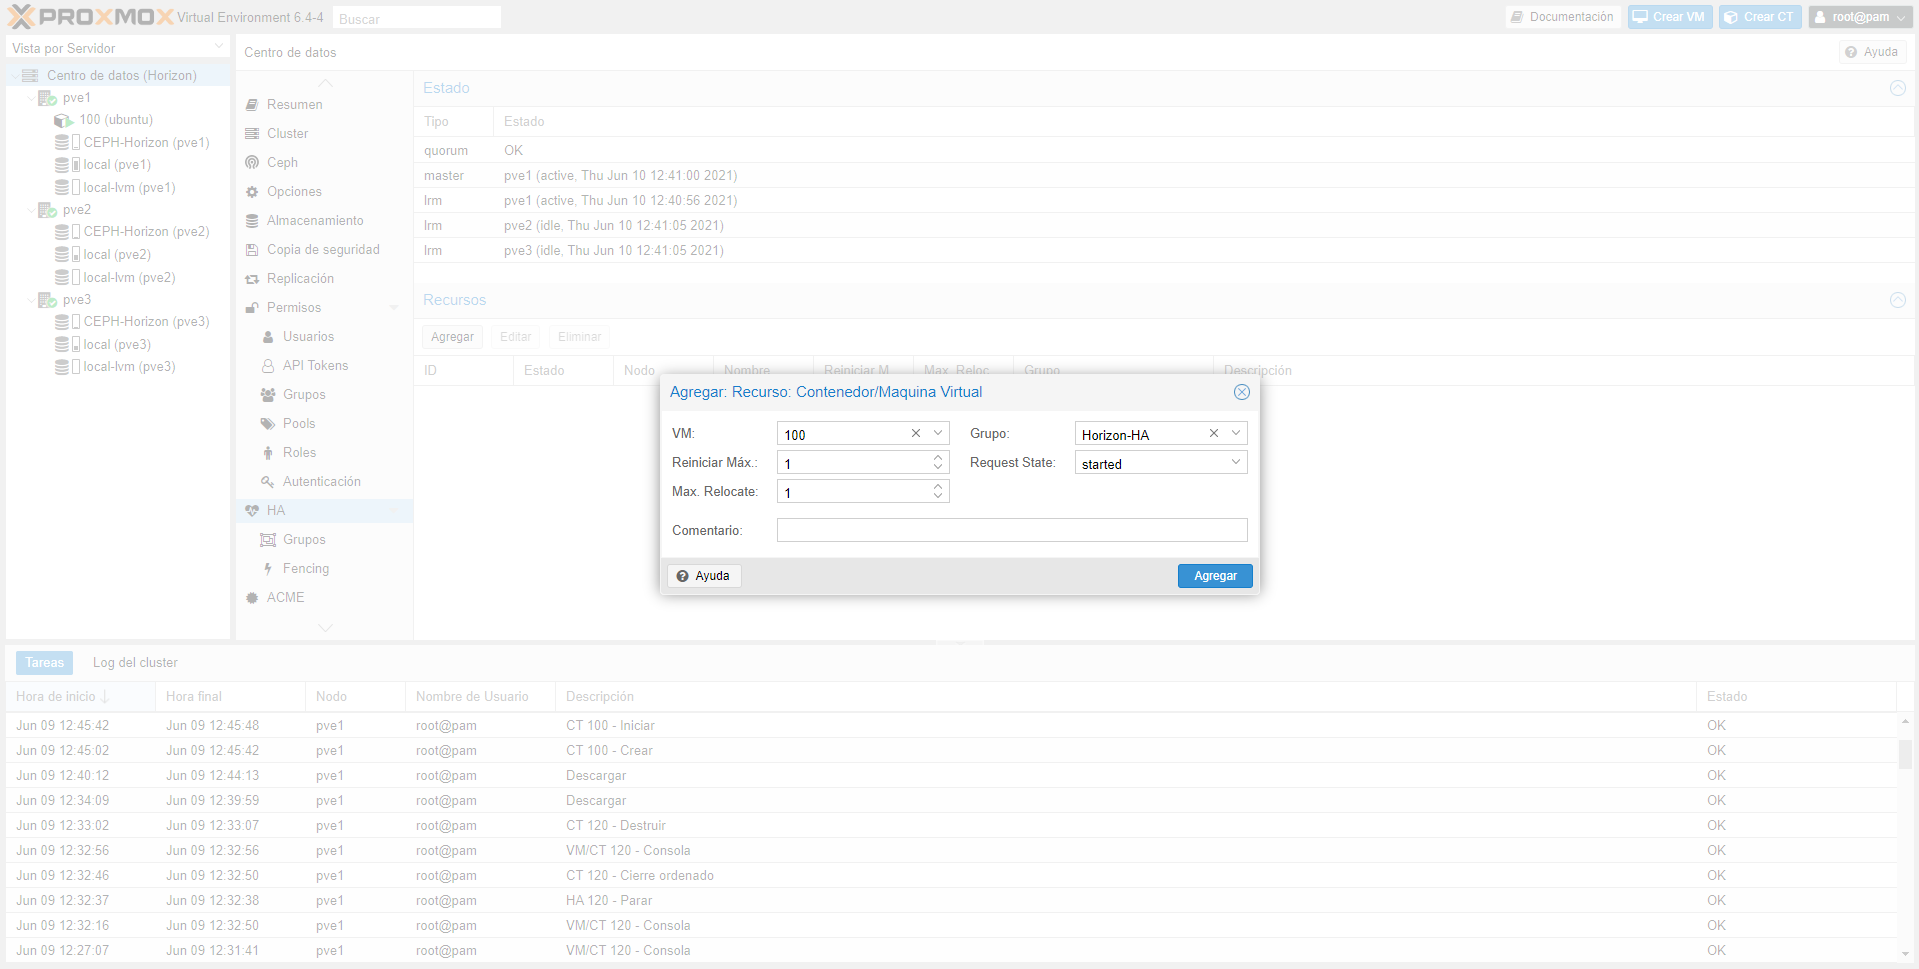 PROXMOX Virtual Environment 6.4-4 Buscar Documentación Crear VM Crear CT root@pam
Vista por Servidor
Centro de datos (Horizon)
pve1
100 (ubuntu)
CEPH-Horizon (pve1)
local (pve1)
local-lvm (pve1)
pve2
CEPH-Horizon (pve2)
local (pve2)
local-lvm (pve2)
pve3
CEPH-Horizon (pve3)
local (pve3)
local-lvm (pve3)
Centro de datos Ayuda
Resumen
Cluster
Ceph
Opciones
Almacenamiento
Copia de seguridad
Replicación
Permisos
Usuarios
API Tokens
Grupos
Pools
Roles
Autenticación
HA
Grupos
Fencing
ACME
Estado
Tipo Estado
quorum OK
master pve1 (active, Thu Jun 10 12:41:00 2021)
lrm pve1 (active, Thu Jun 10 12:40:56 2021)
lrm pve2 (idle, Thu Jun 10 12:41:05 2021)
lrm pve3 (idle, Thu Jun 10 12:41:05 2021)
Recursos
Agregar Editar Eliminar
ID Estado Nodo Nombre Reiniciar M Max. Reloc Grupo Descripción
Agregar: Recurso: Contenedor/Maquina Virtual
VM: 100 Grupo: Horizon-HA
Reiniciar Máx.: 1 Request State: started
Max. Relocate: 1
Comentario:
Ayuda Agregar
Tareas Log del cluster
Hora de inicio Hora final Nodo Nombre de Usuario Descripción Estado
Jun 09 12:45:42 Jun 09 12:45:48 pve1 root@pam CT 100 - Iniciar OK
Jun 09 12:45:02 Jun 09 12:45:42 pve1 root@pam CT 100 - Crear OK
Jun 09 12:40:12 Jun 09 12:44:13 pve1 root@pam Descargar OK
Jun 09 12:34:09 Jun 09 12:39:59 pve1 root@pam Descargar OK
Jun 09 12:33:02 Jun 09 12:33:07 pve1 root@pam CT 120 - Destruir OK
Jun 09 12:32:56 Jun 09 12:32:56 pve1 root@pam VM/CT 120 - Consola OK
Jun 09 12:32:46 Jun 09 12:32:50 pve1 root@pam CT 120 - Cierre ordenado OK
Jun 09 12:32:37 Jun 09 12:32:38 pve1 root@pam HA 120 - Parar OK
Jun 09 12:32:16 Jun 09 12:32:50 pve1 root@pam VM/CT 120 - Consola OK
Jun 09 12:27:07 Jun 09 12:31:41 pve1 root@pam VM/CT 120 - Consola OK